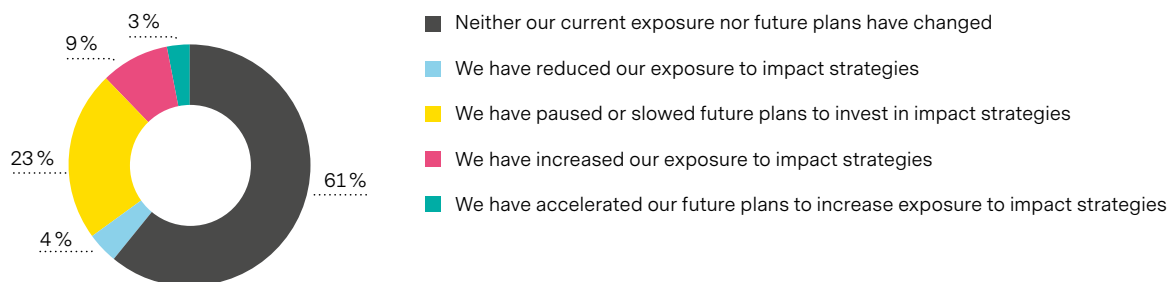 3 %
9 %
23 %
61 %
4 %
Neither our current exposure nor future plans have changed
We have reduced our exposure to impact strategies
We have paused or slowed future plans to invest in impact strategies
We have increased our exposure to impact strategies
We have accelerated our future plans to increase exposure to impact strategies